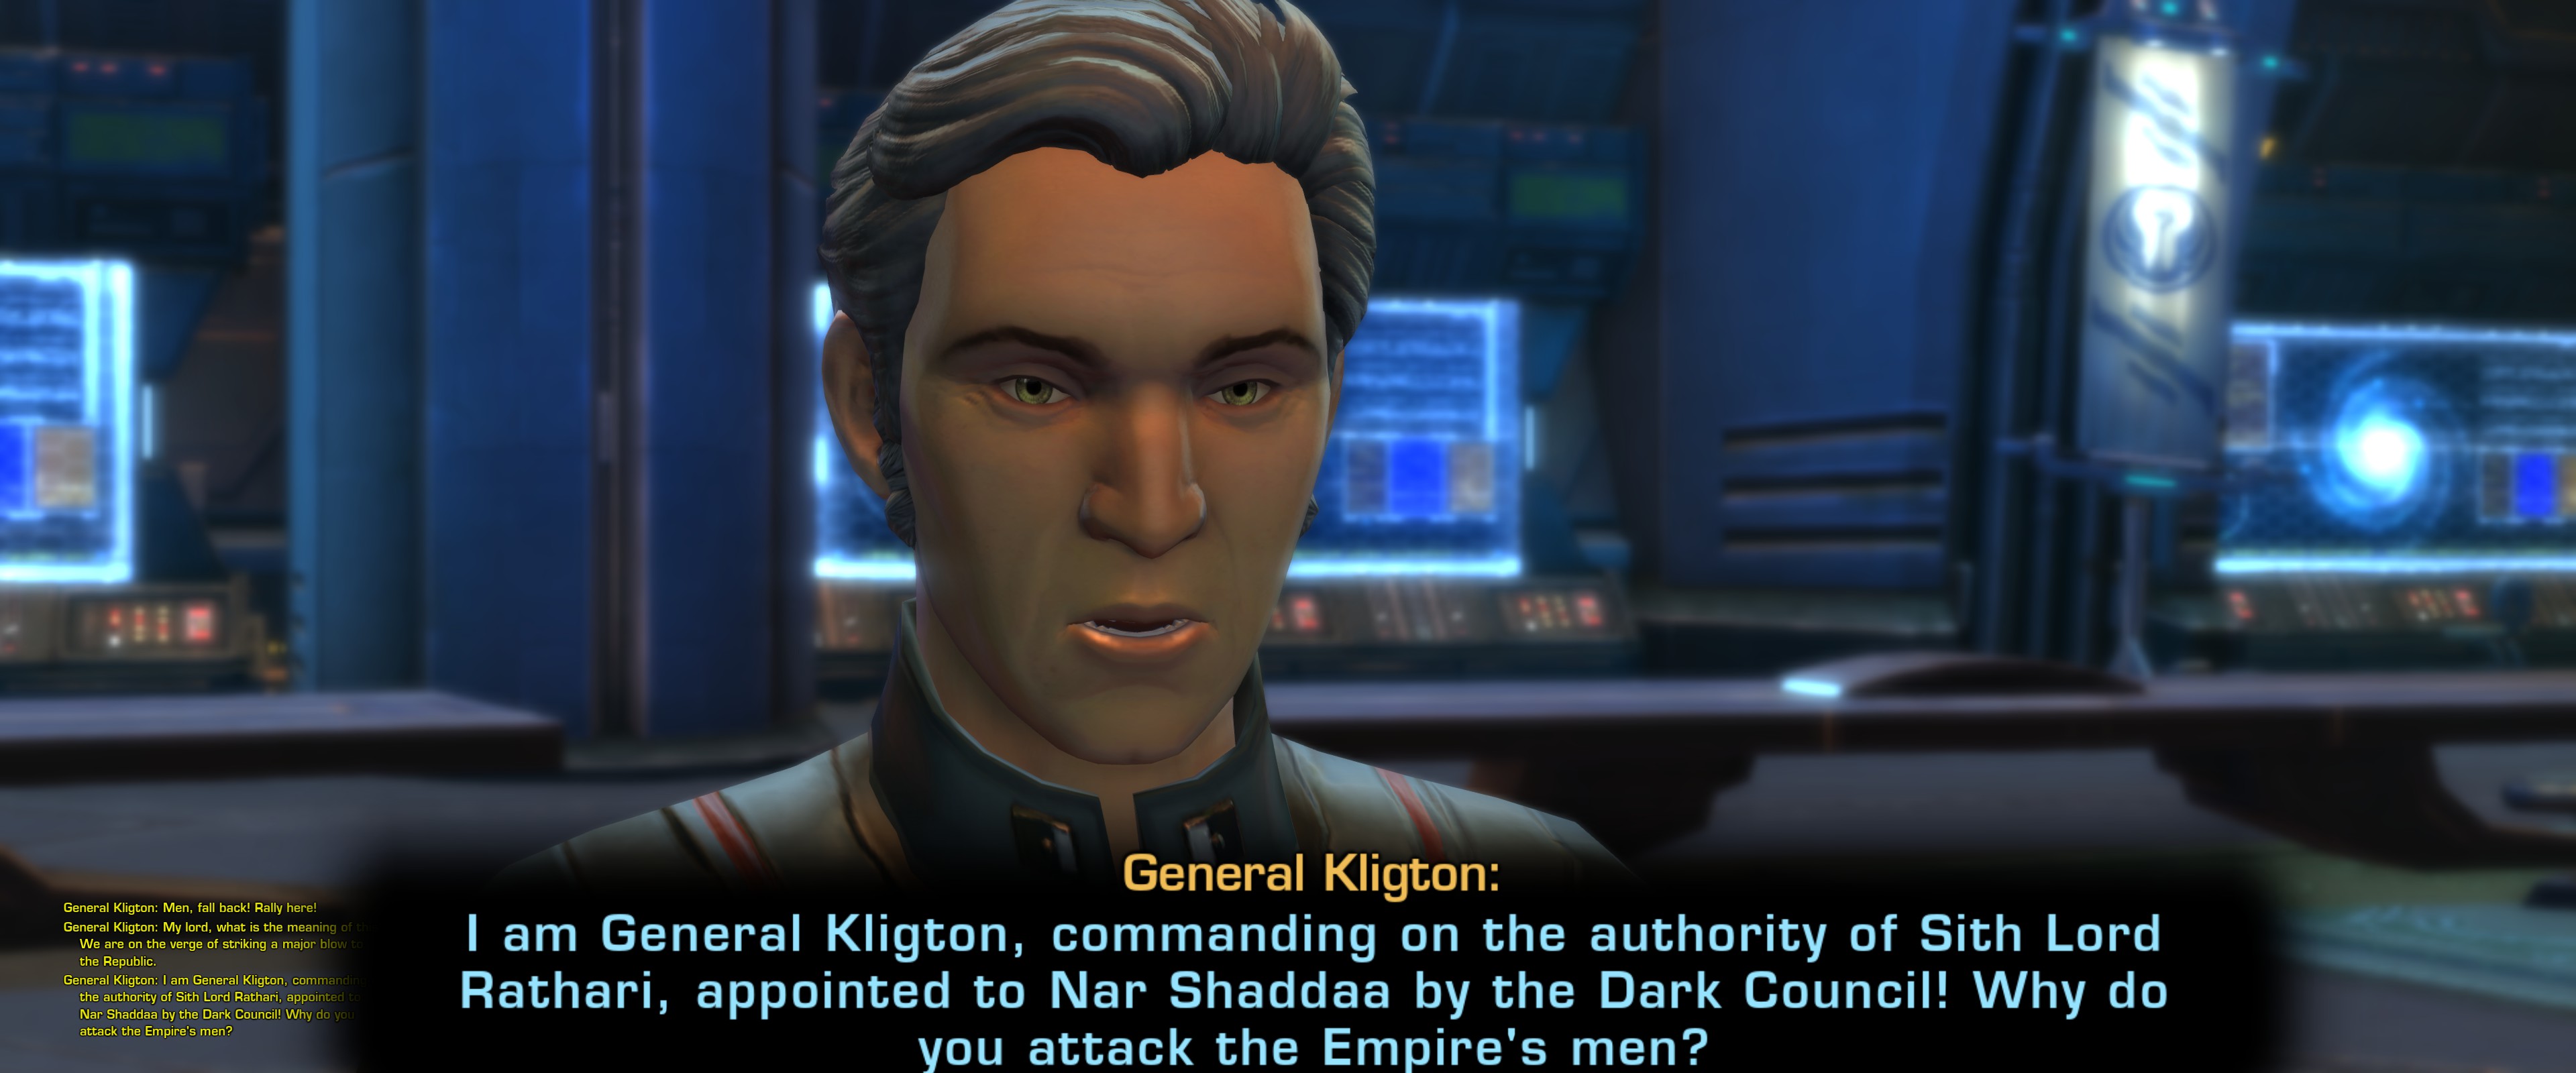 General Kligton: Men, fall back! Rally here!
General Kligton: My lord, what is the meaning of
We are on the verge of striking a major blow to
the Republic.
General Kligton: I am General Kligton, commanding
the authority of Sith Lord Rathari, appointed to
Nar Shaddaa by the Dark Council! Why do you
attack the Empire's men?
General Kligton:
I am General Kligton, commanding on the authority of Sith Lord
Rathari, appointed to Nar Shaddaa by the Dark Council! Why do
you attack the Empire's men?